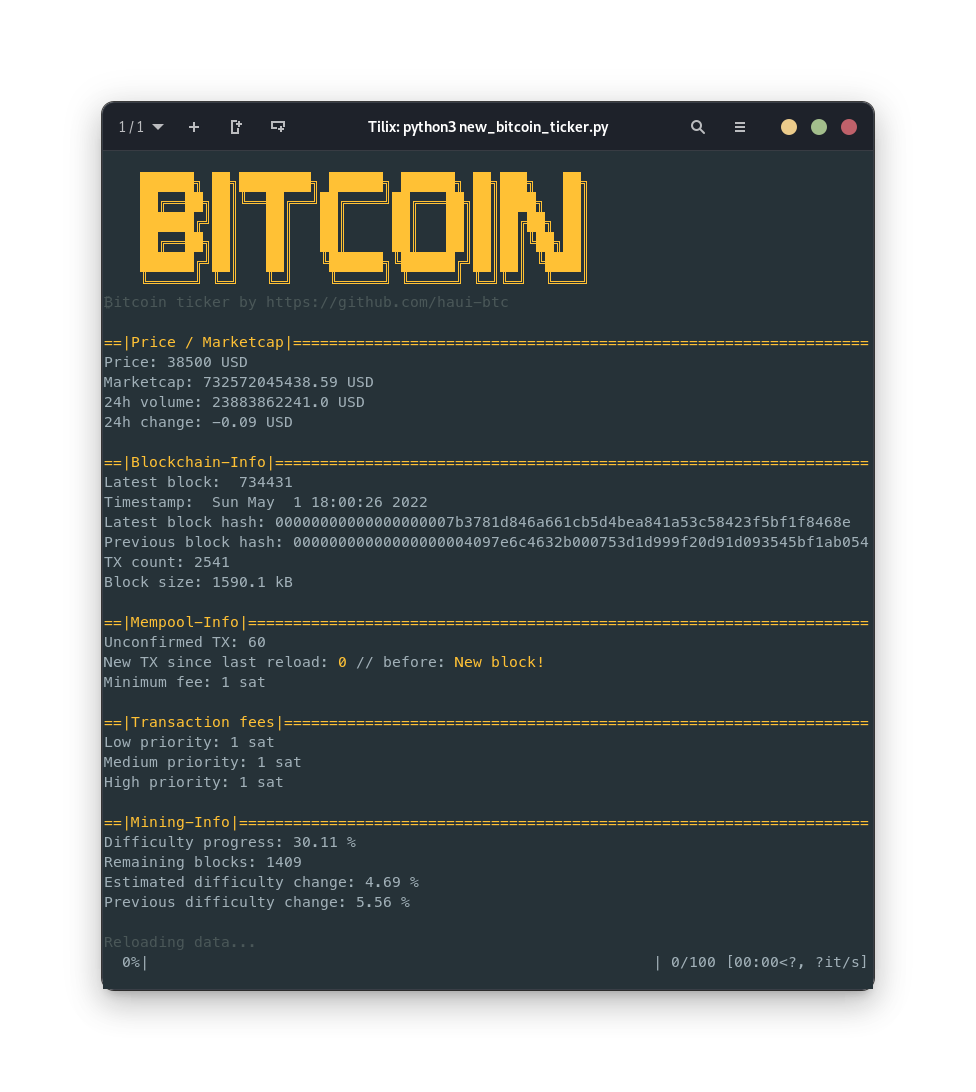 1 / 1
Tilix: python3 new_bitcoin_ticker.py
BITCOIN
Bitcoin ticker by https://github.com/haui-btc
==|Price / Marketcap|================================================================
Price: 38500 USD
Marketcap: 732572045438.59 USD
24h volume: 23883862241.0 USD
24h change: -0.09 USD
==|Blockchain-Info|==================================================================
Latest block:  734431
Timestamp:  Sun May  1 18:00:26 2022
Latest block hash: 00000000000000000007b3781d846a661cb5d4bea841a53c58423f5bf1f8468e
Previous block hash: 00000000000000000004097e6c4632b000753d1d999f20d91d093545bf1ab054
TX count: 2541
Block size: 1590.1 kB
==|Mempool-Info|=====================================================================
Unconfirmed TX: 60
New TX since last reload: 0 // before: New block!
Minimum fee: 1 sat
==|Transaction fees|=================================================================
Low priority: 1 sat
Medium priority: 1 sat
High priority: 1 sat
==|Mining-Info|======================================================================
Difficulty progress: 30.11 %
Remaining blocks: 1409
Estimated difficulty change: 4.69 %
Previous difficulty change: 5.56 %
Reloading data...
0%| | 0/100 [00:00<?, ?it/s]